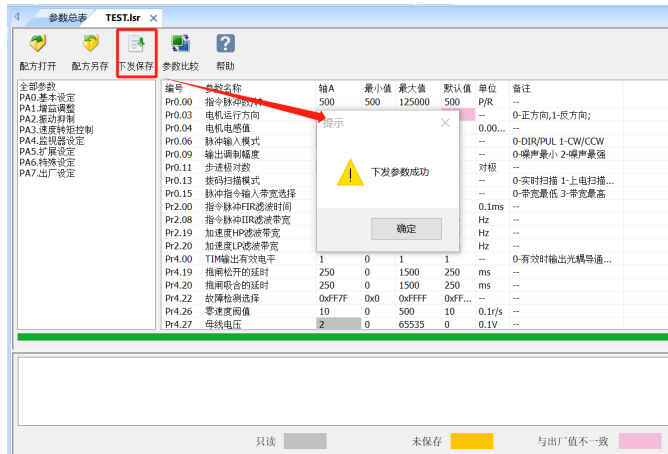 参数总表 TEST.lsr
配方打开 配方另存 下发保存 参数比较 帮助
全部参数
PA0.基本设定
PA1.增益调整
PA2.振动抑制
PA3.速度转矩控制
PA4.监视器设定
PA5.扩展设定
PA6.特殊设定
PA7.出厂设定
编号 参数名称 轴A 最小值 最大值 默认值 单位 备注
Pr0.00 指令脉冲数/转 500 500 125000 500 P/R --
Pr0.03 电机运行方向 -- 0-正方向,1-反方向;
Pr0.04 电机电感值 0.00... --
Pr0.06 脉冲输入模式 -- 0-DIR/PUL 1-CW/CCW
Pr0.09 输出调制幅度 -- 0-噪声最小 2-噪声最强
Pr0.11 步进极对数 对极
Pr0.13 拨码扫描模式 -- 0-实时扫描 1-上电扫描...
Pr0.15 脉冲指令输入带宽选择 -- 0-带宽最低 3-带宽最高
Pr2.00 指令脉冲FIR滤波时间 0.1ms --
Pr2.08 指令脉冲IIR滤波带宽 Hz --
Pr2.19 加速度HP滤波带宽 Hz --
Pr2.20 加速度LP滤波带宽 Hz --
Pr4.00 TIM输出有效电平 1 0 1 1 -- 0-有效时输出光耦导通...
Pr4.19 抱闸松开的延时 250 0 1500 250 ms --
Pr4.20 抱闸吸合的延时 250 0 1500 250 ms --
Pr4.22 故障检测选择 0xFF7F 0x0 0xFFFF 0xFF... -- --
Pr4.26 零速度阀值 10 0 500 10 0.1r/s --
Pr4.27 母线电压 2 0 65535 0 0.1V --
提示
下发参数成功
确定
只读 未保存 与出厂值不一致